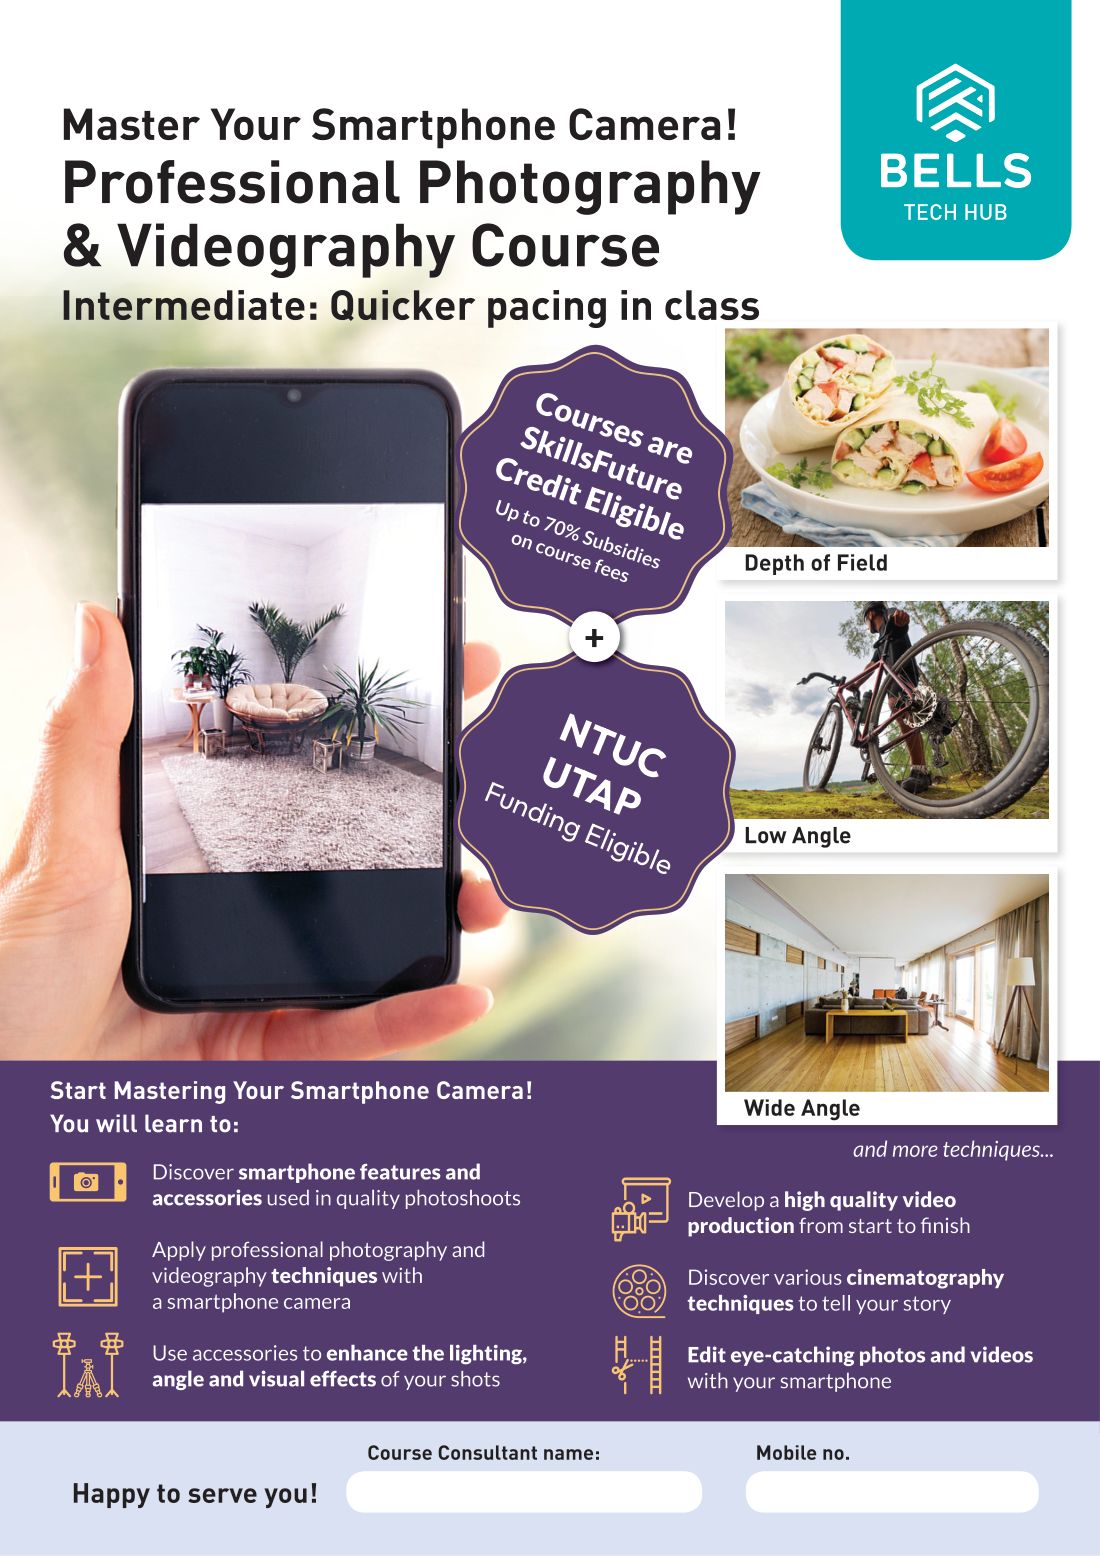 Master Your Smartphone Camera!
Professional Photography
& Videography Course
Intermediate: Quicker pacing in class
BELLS
TECH HUB
Courses are
SkillsFuture
Credit Eligible
Up to 70% Subsidies
on course fees
+
NTUC
UTAP
Funding Eligible
Depth of Field
Low Angle
Wide Angle
and more techniques...
Start Mastering Your Smartphone Camera!
You will learn to:
Discover smartphone features and
accessories used in quality photoshoots
Apply professional photography and
videography techniques with
a smartphone camera
Use accessories to enhance the lighting,
angle and visual effects of your shots
Develop a high quality video
production from start to finish
Discover various cinematography
techniques to tell your story
Edit eye-catching photos and videos
with your smartphone
Happy to serve you!
Course Consultant name:
Mobile no.